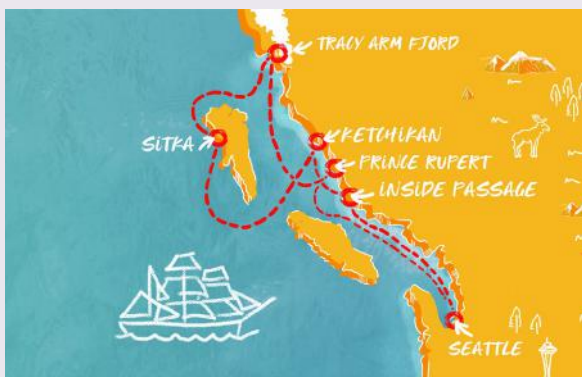 TRACY ARM FJORD
SITKA
KETCHIKAN
PRINCE RUPERT
INSIDE PASSAGE
SEATTLE